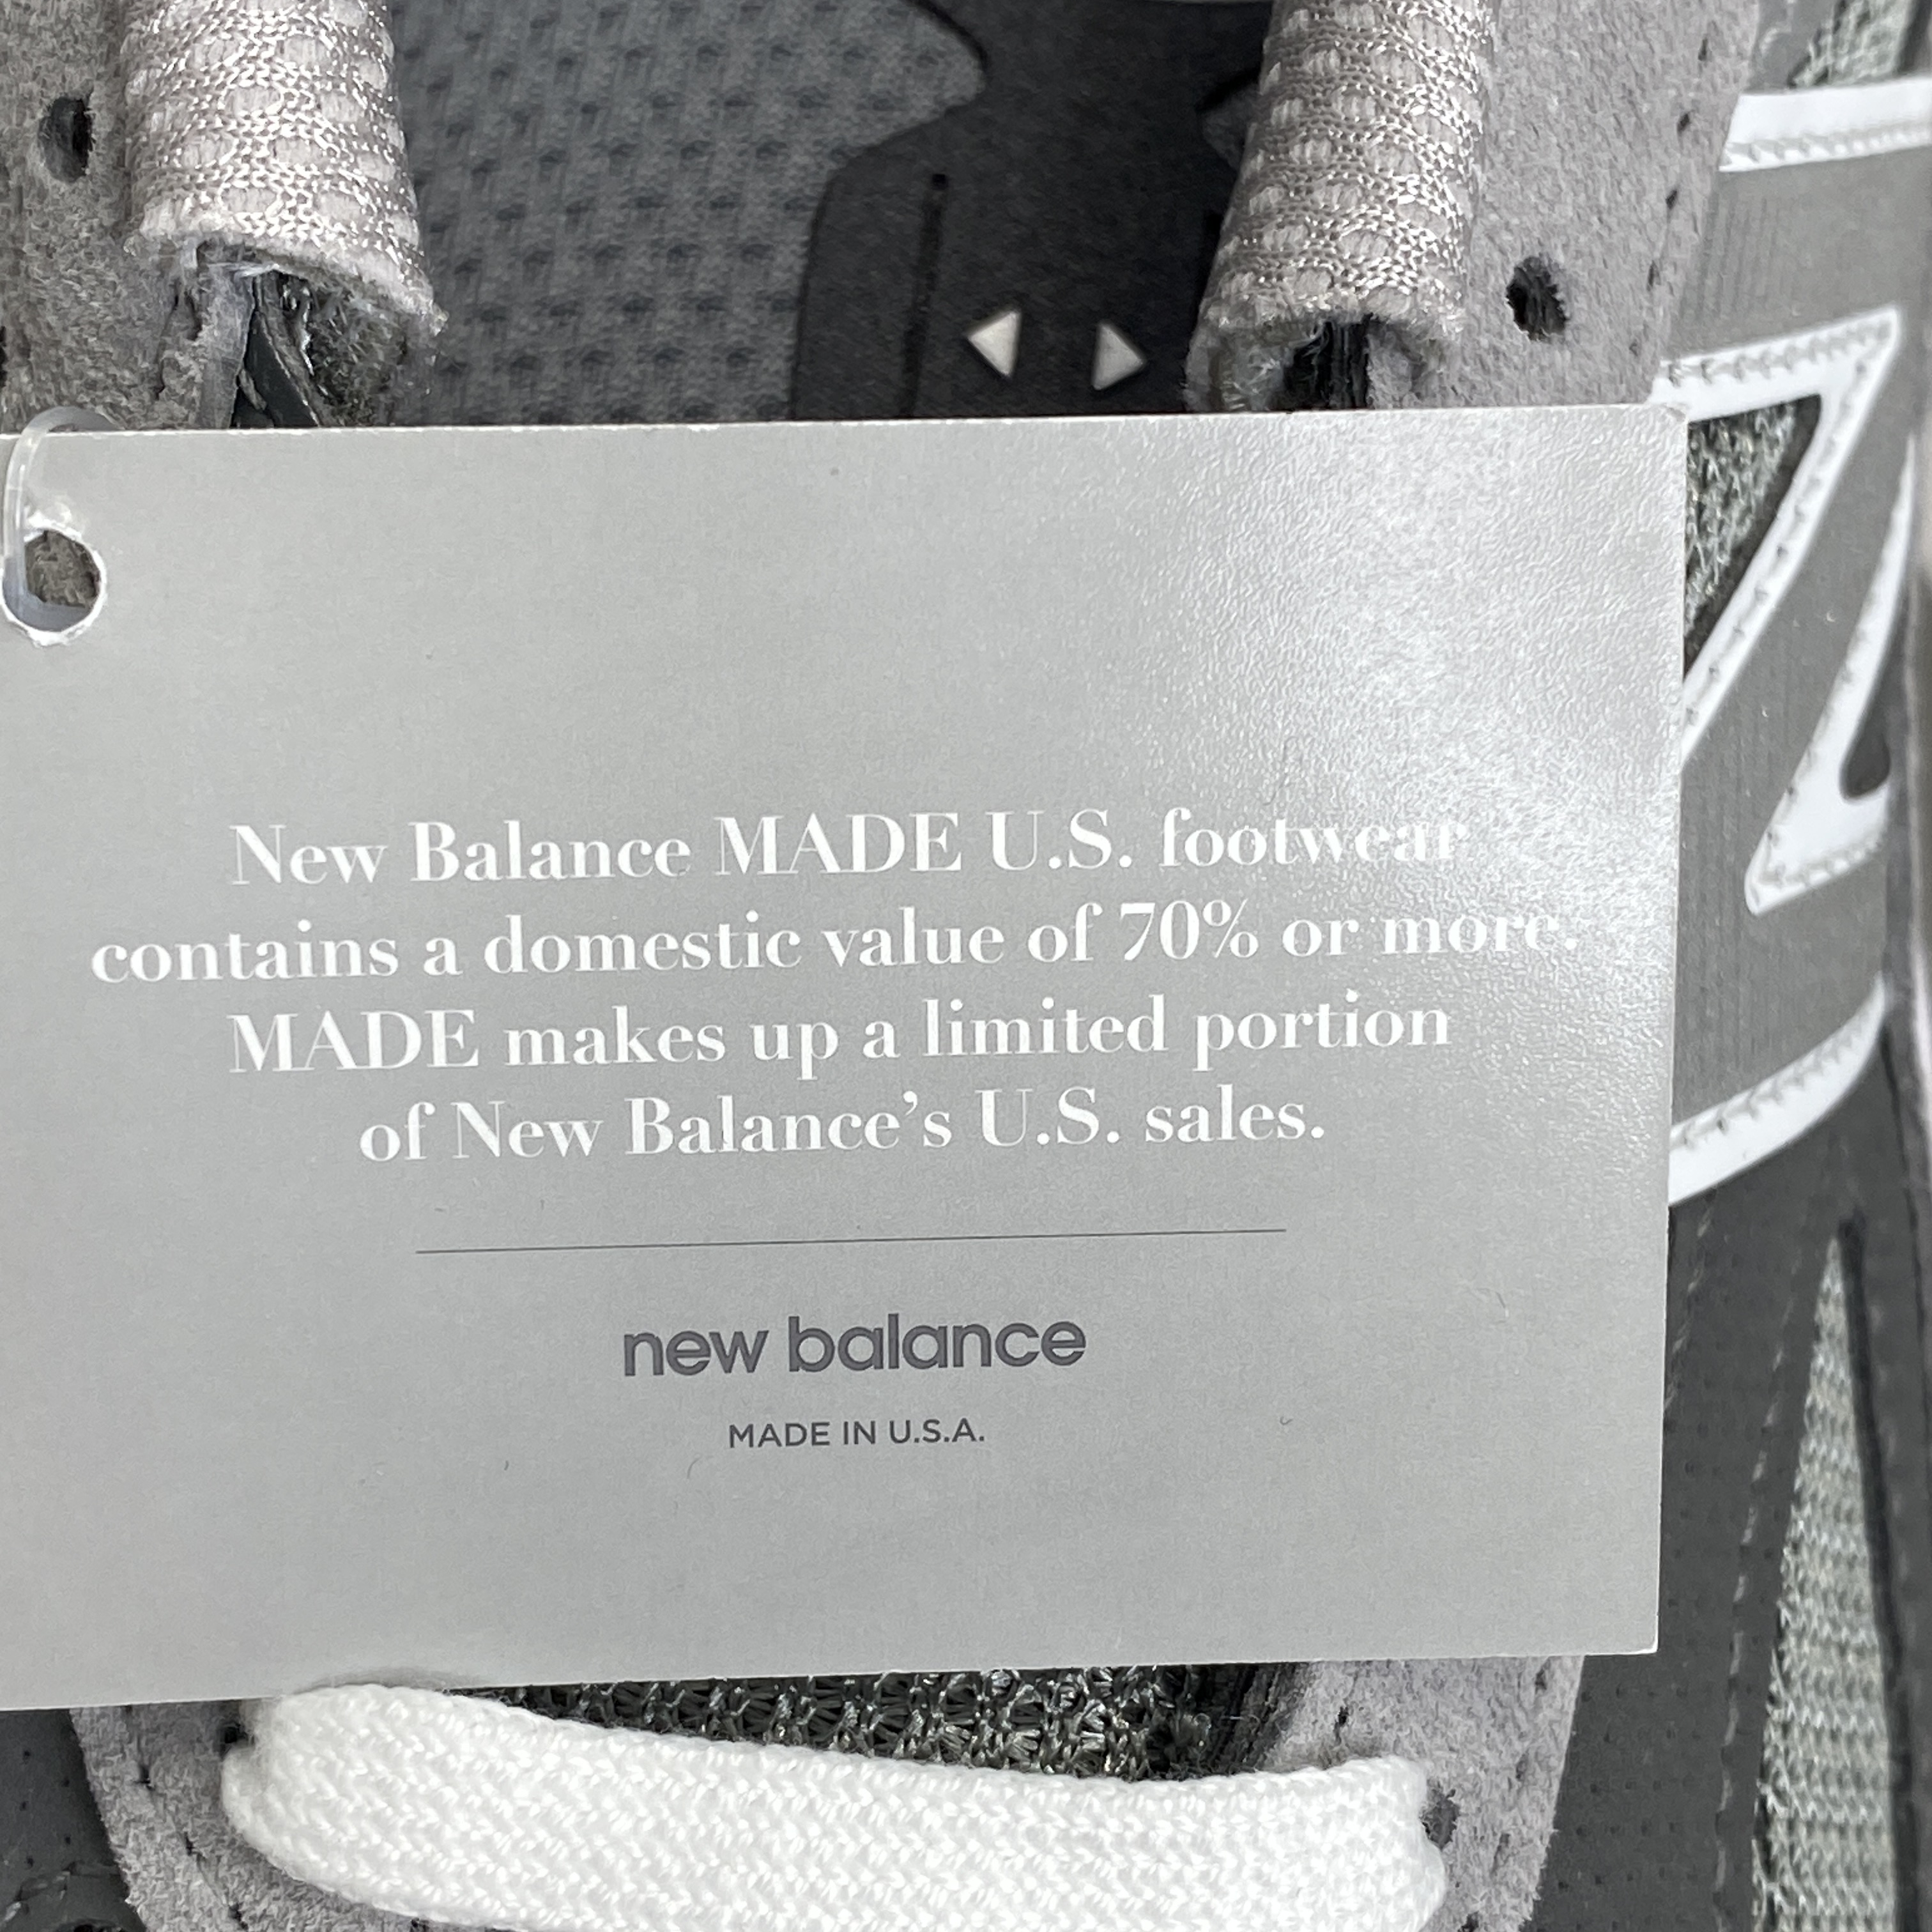 New Balance MADE U.S. footwear
contains a domestic value of 70% or more.
MADE makes up a limited portion
of New Balance's U.S. sales.
new balance
MADE IN U.S.A.